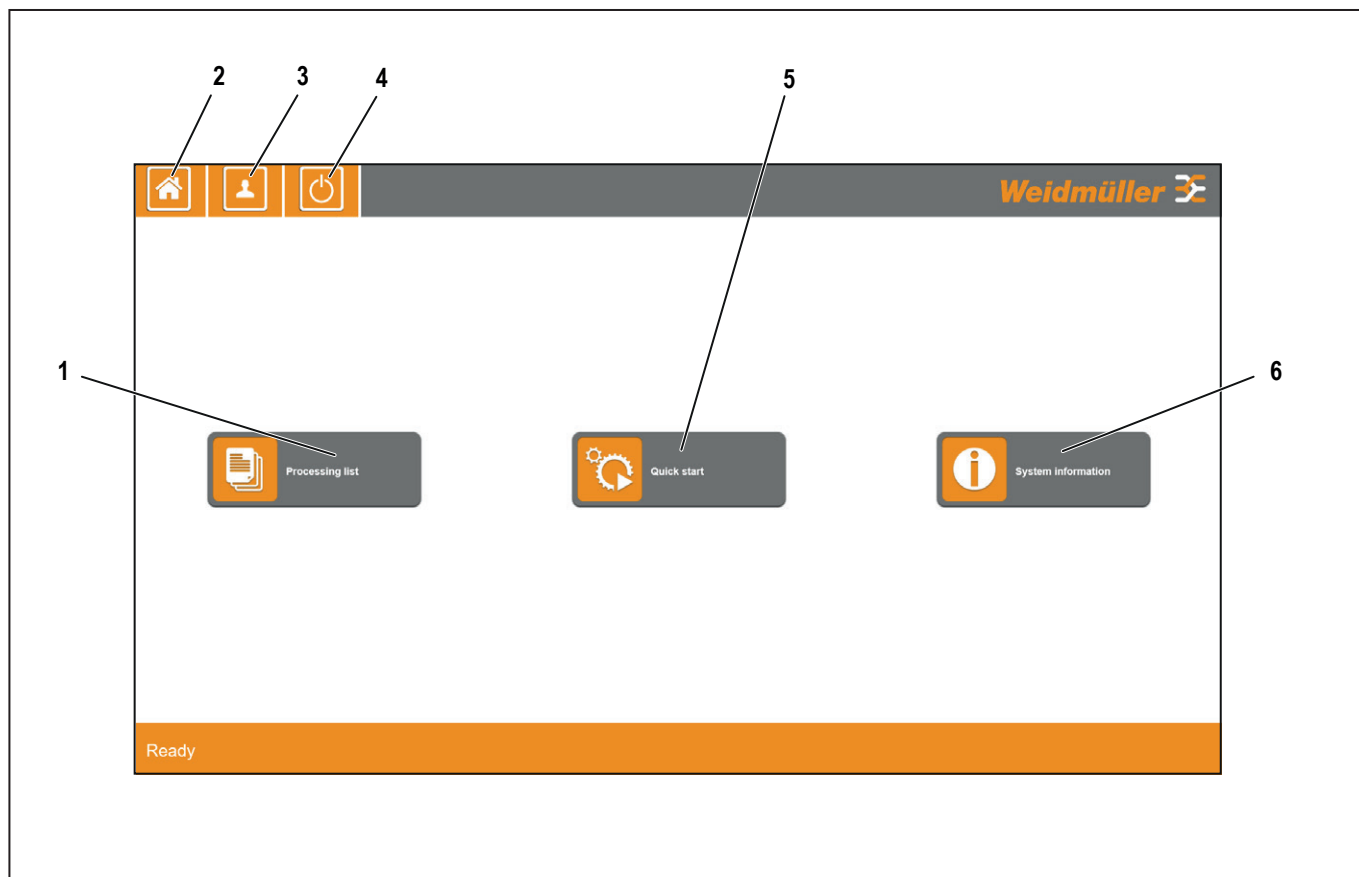 2 3 4 5
Weidmüller
1 6
Processing list Quick start System information
Ready